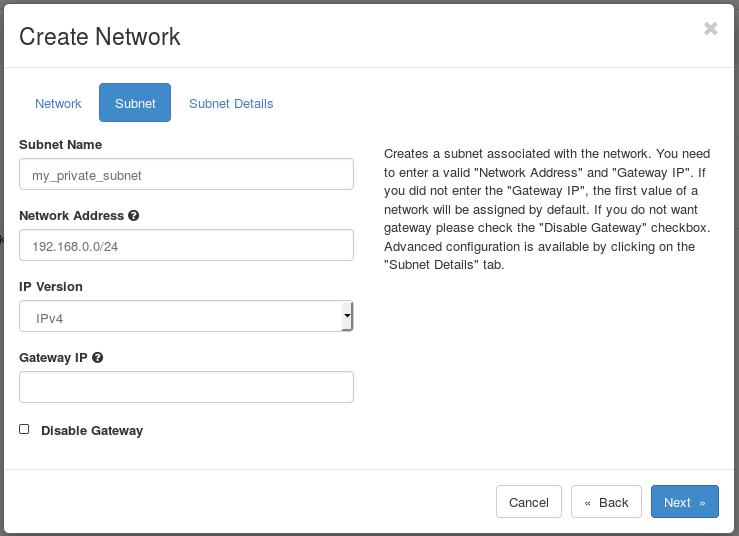 Create Network
Network
Subnet
Subnet Details
Subnet Name
my_private_subnet
Network Address
192.168.0.0/24
IP Version
IPv4
Gateway IP
Disable Gateway
Creates a subnet associated with the network. You need
to enter a valid "Network Address" and "Gateway IP". If
you did not enter the "Gateway IP", the first value of a
network will be assigned by default. If you do not want
gateway please check the "Disable Gateway" checkbox.
Advanced configuration is available by clicking on the
"Subnet Details" tab.
Cancel
« Back
Next »